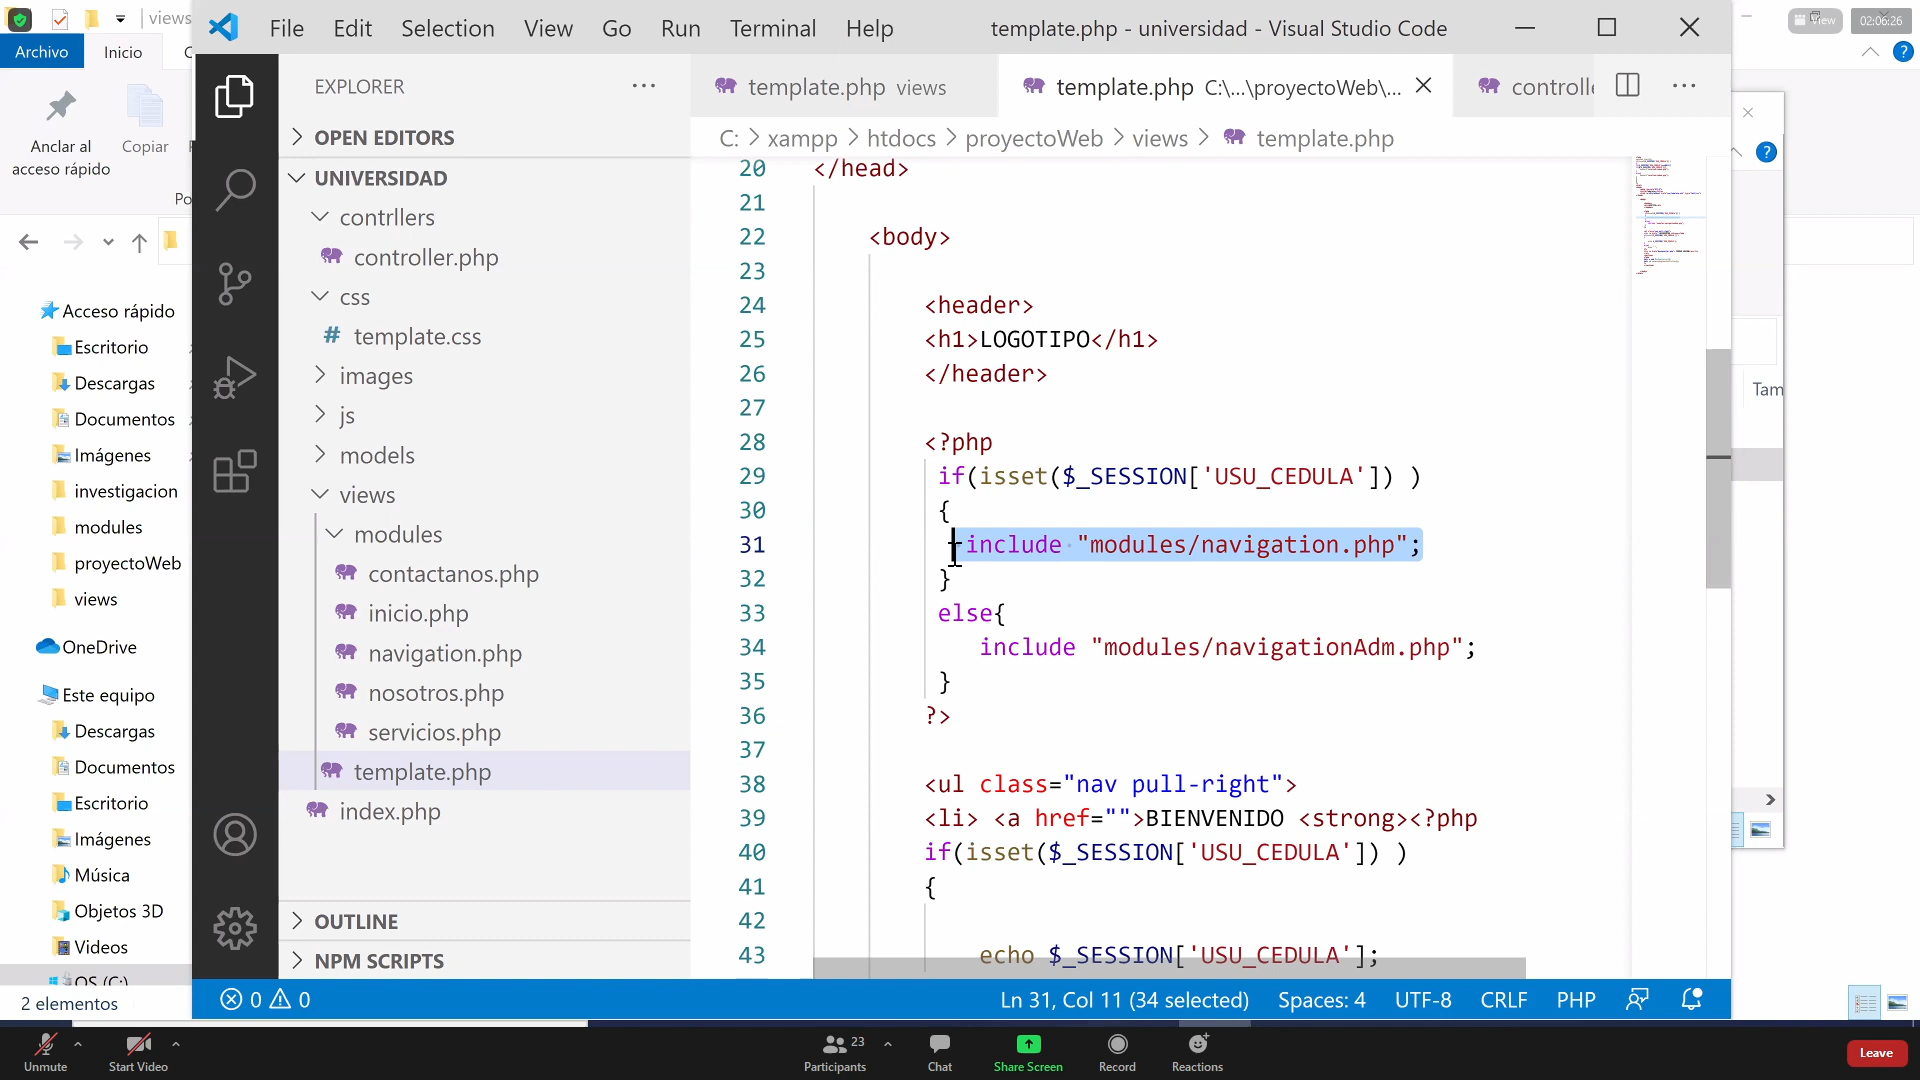 views
View
02:06:26
File Edit Selection View Go Run Terminal Help
template.php - universidad - Visual Studio Code
Archivo
Inicio
Anclar al
acceso rápido
Copiar
Acceso rápido
Escritorio
Descargas
Documentos
Imágenes
investigacion
modules
proyectoWeb
views
OneDrive
Este equipo
Descargas
Documentos
Escritorio
Imágenes
Música
Objetos 3D
Videos
OS (C:)
2 elementos
EXPLORER
OPEN EDITORS
UNIVERSIDAD
contrllers
controller.php
css
template.css
images
js
models
views
modules
contactanos.php
inicio.php
navigation.php
nosotros.php
servicios.php
template.php
index.php
OUTLINE
NPM SCRIPTS
template.php views
template.php C:\...\proyectoWeb\...
controlle
C: > xampp > htdocs > proyectoWeb > views > template.php
20 </head>
21
22 <body>
23
24 <header>
25 <h1>LOGOTIPO</h1>
26 </header>
27
28 <?php
29 if(isset($_SESSION['USU_CEDULA']) )
30 {
31 include "modules/navigation.php";
32 }
33 else{
34 include "modules/navigationAdm.php";
35 }
36 ?>
37
38 <ul class="nav pull-right">
39 <li> <a href="">BIENVENIDO <strong><?php
40 if(isset($_SESSION['USU_CEDULA']) )
41 {
42
43 echo $_SESSION['USU_CEDULA'];
Tam
0 0
Ln 31, Col 11 (34 selected) Spaces: 4 UTF-8 CRLF PHP
Unmute
Start Video
23
Participants
Chat
Share Screen
Record
Reactions
Leave